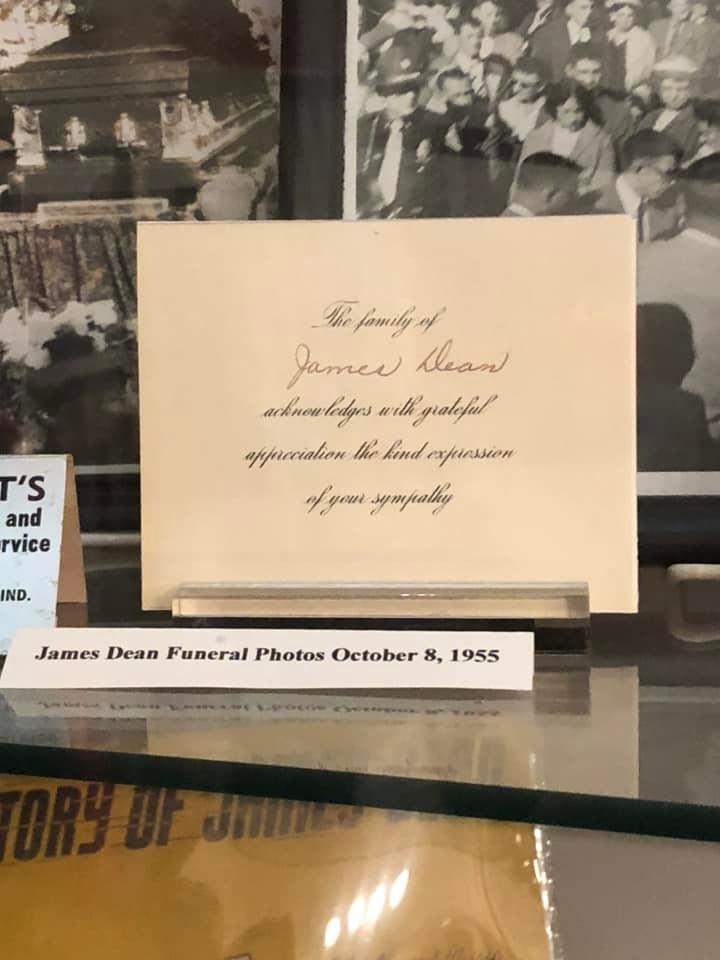 The family of
James Dean
acknowledges with grateful
appreciation the kind expression
of your sympathy
T'S
and
rvice
IND.
James Dean Funeral Photos October 8, 1955
TORY OF JAMES